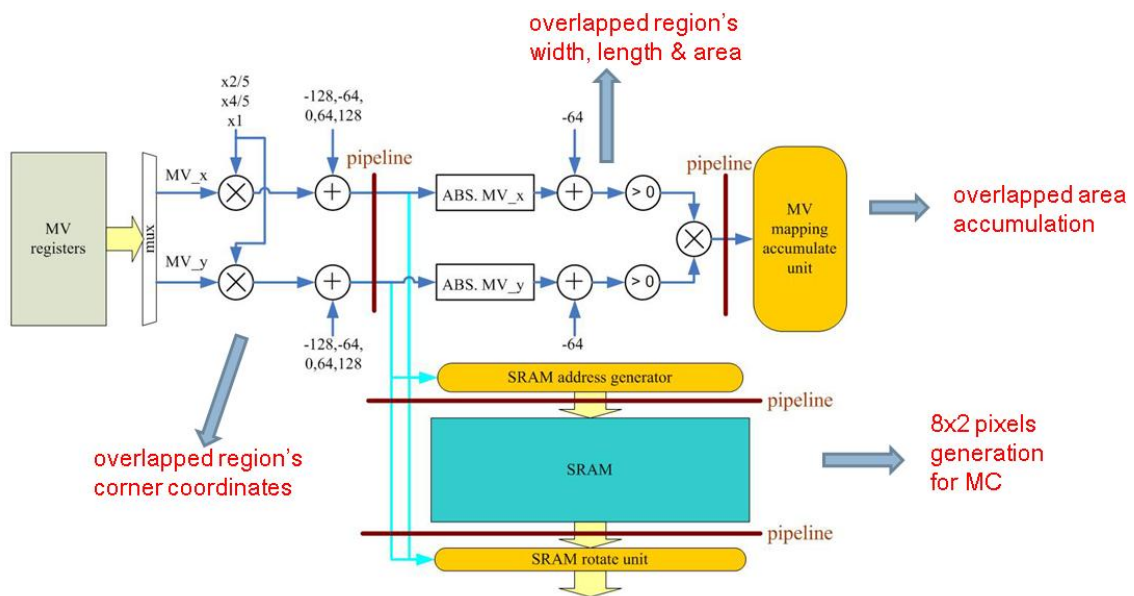 overlapped region's
width, length & area
x2/5
x4/5
x1
-128,-64,
0,64,128
-64
pipeline
pipeline
MV
registers
mux
MV_x
MV_y
ABS. MV_x
> 0
MV
mapping
accumulate
unit
overlapped area
accumulation
ABS. MV_y
> 0
-128,-64,
0,64,128
-64
SRAM address generator
pipeline
SRAM
8x2 pixels
generation
for MC
overlapped region's
corner coordinates
pipeline
SRAM rotate unit